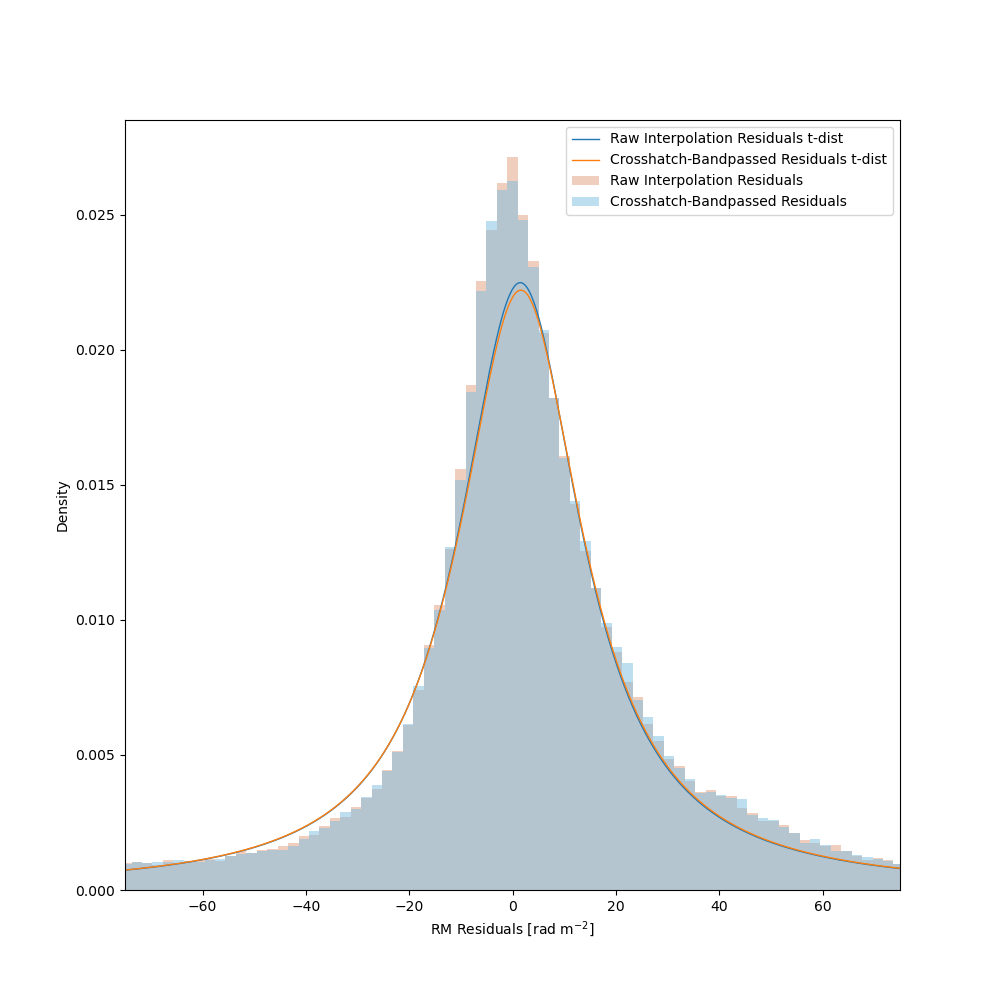 Raw Interpolation Residuals t-dist
Crosshatch-Bandpassed Residuals t-dist
Raw Interpolation Residuals
Crosshatch-Bandpassed Residuals
0.025
0.020
0.015
0.010
0.005
0.000
Density
−60 −40 −20 0 20 40 60
RM Residuals [rad m⁻²]